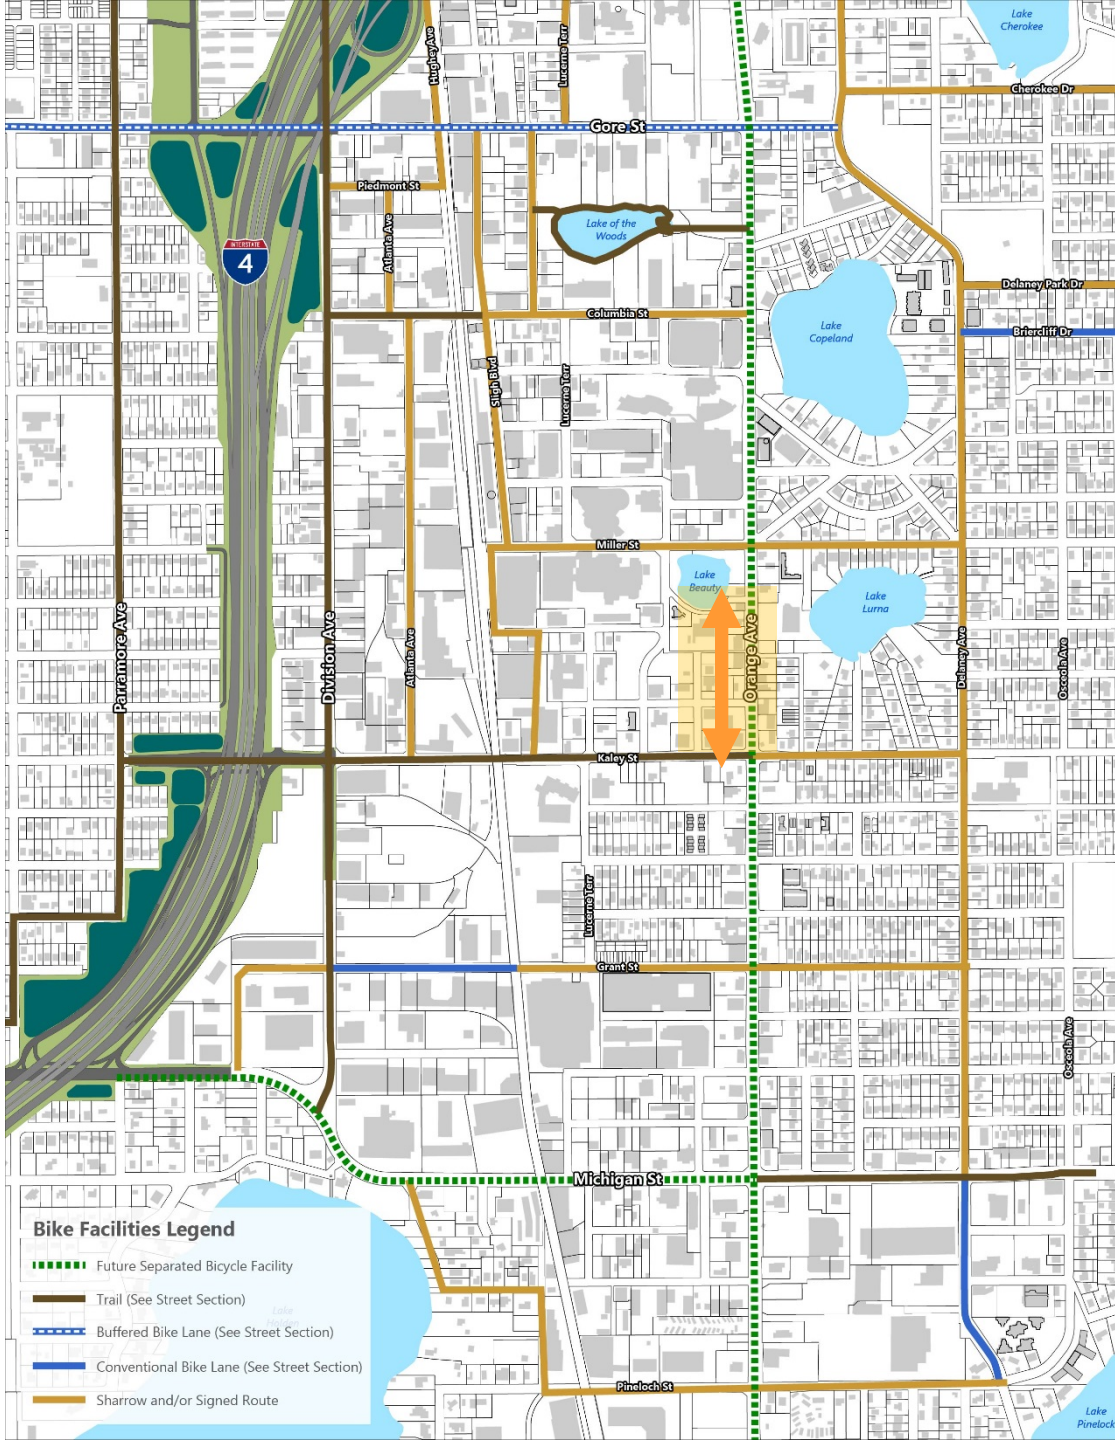 Lake
Cherokee
Hughey Ave
Lucerne Terr
Cherokee Dr
Gore St
Piedmont St
Atlanta Ave
Lake of the
Woods
INTERSTATE
4
Delaney Park Dr
Columbia St
Lake
Copeland
Briercliff Dr
Sligh Blvd
Lucerne Terr
Miller St
Lake
Beauty
Lake
Lurna
Parramore Ave
Division Ave
Atlanta Ave
Orange Ave
Delaney Ave
Osceola Ave
Kaley St
Lucerne Terr
Grant St
Osceola Ave
Michigan St
Bike Facilities Legend
Future Separated Bicycle Facility
Trail (See Street Section)
Lake
Holden
Buffered Bike Lane (See Street Section)
Conventional Bike Lane (See Street Section)
Sharrow and/or Signed Route
Pineloch St
Lake
Pineloch